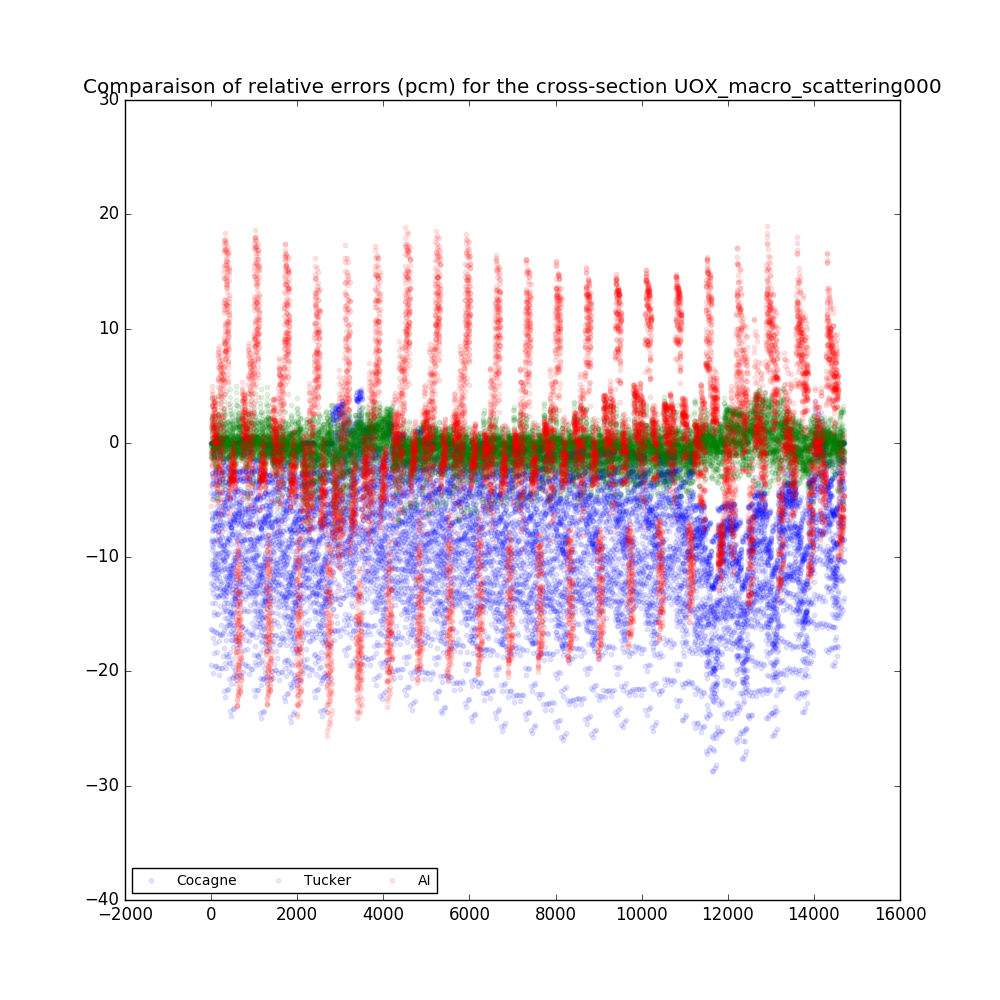 Comparaison of relative errors (pcm) for the cross-section UOX_macro_scattering000
30
20
10
0
−10
−20
−30
−40
−2000 0 2000 4000 6000 8000 10000 12000 14000 16000
Cocagne Tucker AI